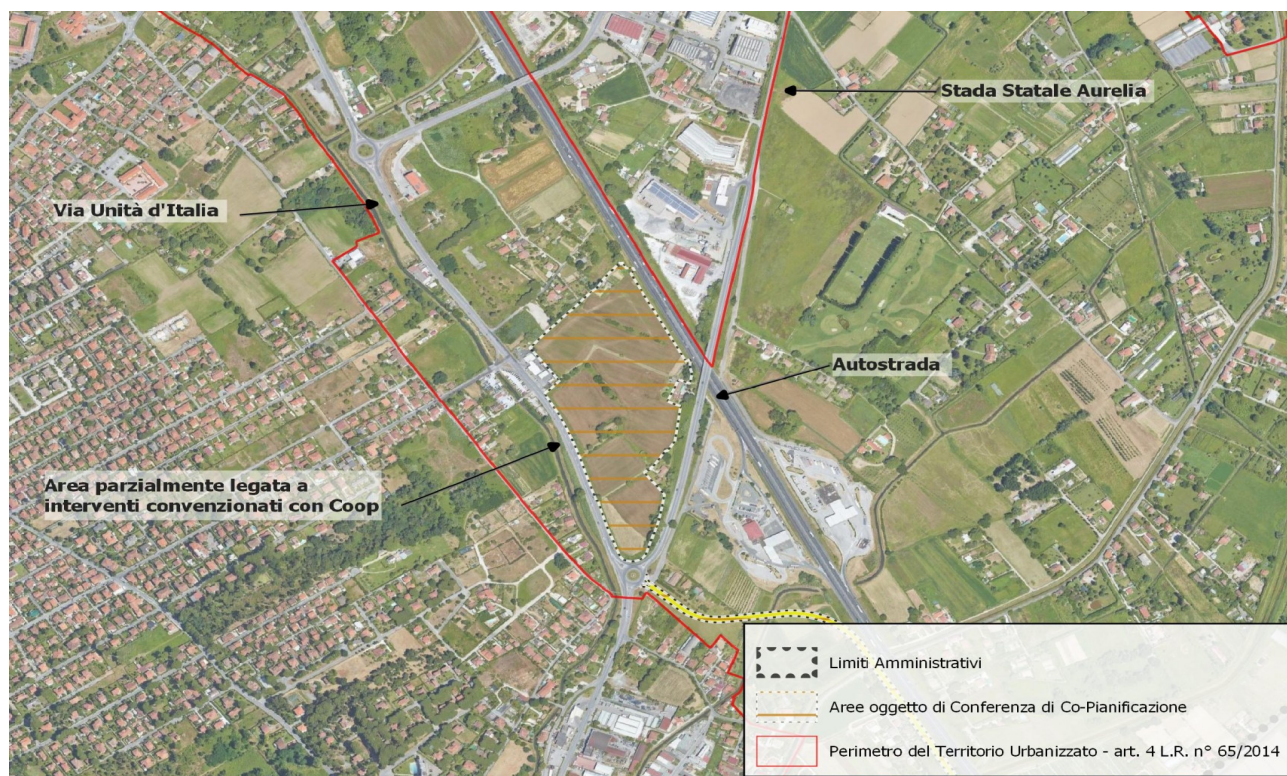 Stada Statale Aurelia
Via Unità d'Italia
Autostrada
Area parzialmente legata a
interventi convenzionati con Coop
Limiti Amministrativi
Aree oggetto di Conferenza di Co-Pianificazione
Perimetro del Territorio Urbanizzato - art. 4 L.R. n° 65/2014